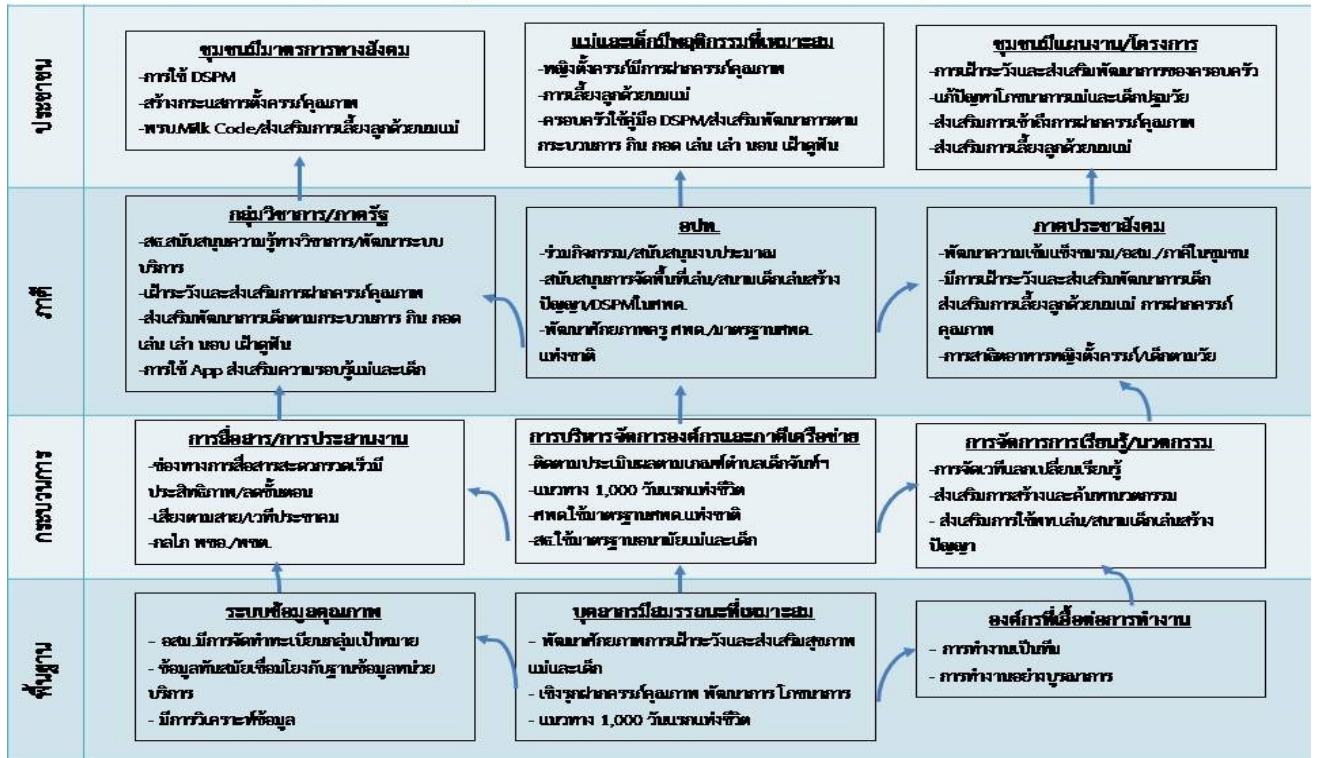 ประชาชน
ชุมชนมีมาตรการทางสังคม
-การใช้ DSPM
-สร้างกระแสการตั้งครรภ์คุณภาพ
-พรบ.Milk Code/ส่งเสริมการเลี้ยงลูกด้วยนมแม่
แม่และเด็กมีพฤติกรรมที่เหมาะสม
-หญิงตั้งครรภ์มีการฝากครรภ์คุณภาพ
-การเลี้ยงลูกด้วยนมแม่
-ครอบครัวใช้คู่มือ DSPM/ส่งเสริมพัฒนาการตาม
กระบวนการ กิน กอด เล่น เล่า นอน เฝ้าดูฟัน
ชุมชนมีแผนงาน/โครงการ
-การเฝ้าระวังและส่งเสริมพัฒนาการของครอบครัว
-แก้ปัญหาโภชนาการแม่และเด็กปฐมวัย
-ส่งเสริมการเข้าถึงการฝากครรภ์คุณภาพ
-ส่งเสริมการเลี้ยงลูกด้วยนมแม่
ภาคี
กลุ่มวิชาการ/ภาครัฐ
-สธ.สนับสนุนความรู้ทางวิชาการ/พัฒนาระบบ
บริการ
-เฝ้าระวังและส่งเสริมการฝากครรภ์คุณภาพ
-ส่งเสริมพัฒนาการเด็กตามกระบวนการ กิน กอด
เล่น เล่า นอน เฝ้าดูฟัน
-การใช้ App ส่งเสริมความรอบรู้แม่และเด็ก
อปท.
-ร่วมกิจกรรม/สนับสนุนงบประมาณ
-สนับสนุนการจัดพื้นที่เล่น/สนามเด็กเล่นสร้าง
ปัญญา/DSPMในศพด.
-พัฒนาศักยภาพครู ศพด./มาตรฐานศพด.
แห่งชาติ
ภาคประชาสังคม
-พัฒนาความเข้มแข็งชมรม/อสม./ภาคีในชุมชน
-มีการเฝ้าระวังและส่งเสริมพัฒนาการเด็ก
ส่งเสริมการเลี้ยงลูกด้วยนมแม่ การฝากครรภ์
คุณภาพ
-การสาธิตอาหารหญิงตั้งครรภ์/เด็กตามวัย
กระบวนการ
การสื่อสาร/การประสานงาน
-ช่องทางการสื่อสารสะดวกรวดเร็วมี
ประสิทธิภาพ/ลดขั้นตอน
-เสียงตามสาย/เวทีประชาคม
-กลไก พชอ./พชต.
การบริหารจัดการองค์กรและภาคีเครือข่าย
-ติดตามประเมินผลตามเกณฑ์ตำบลเด็กจันท์ฯ
-แนวทาง 1,000 วันแรกแห่งชีวิต
-ศพด.ใช้มาตรฐานศพด.แห่งชาติ
-สธ.ใช้มาตรฐานอนามัยแม่และเด็ก
การจัดการการเรียนรู้/นวตกรรม
-การจัดเวทีแลกเปลี่ยนเรียนรู้
-ส่งเสริมการสร้างและค้นหานวตกรรม
- ส่งเสริมการใช้พท.เล่น/สนามเด็กเล่นสร้าง
ปัญญา
พื้นฐาน
ระบบข้อมูลคุณภาพ
- อสม.มีการจัดทำทะเบียนกลุ่มเป้าหมาย
- ข้อมูลทันสมัยเชื่อมโยงกับฐานข้อมูลหน่วย
บริการ
- มีการวิเคราะห์ข้อมูล
บุคลากรมีสมรรถนะที่เหมาะสม
- พัฒนาศักยภาพการเฝ้าระวังและส่งเสริมสุขภาพ
แม่และเด็ก
- เชิงรุกฝากครรภ์คุณภาพ พัฒนาการ โภชนาการ
- แนวทาง 1,000 วันแรกแห่งชีวิต
องค์กรที่เอื้อต่อการทำงาน
- การทำงานเป็นทีม
- การทำงานอย่างบูรณาการ